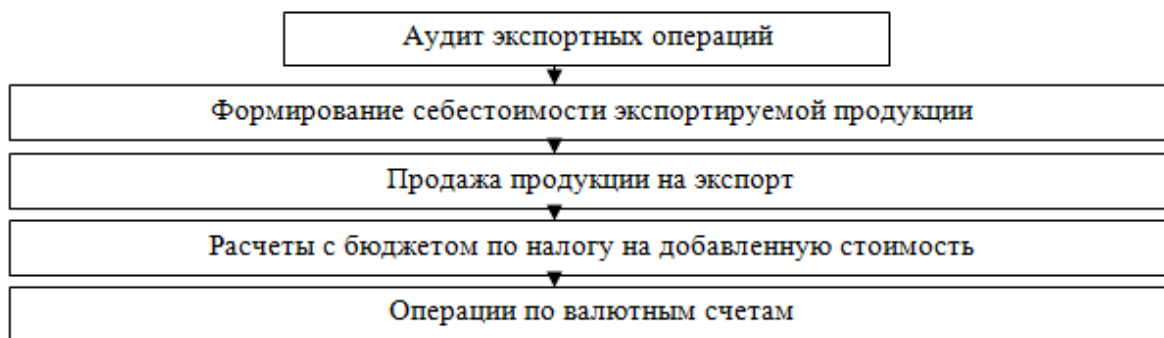 Аудит экспортных операций
Формирование себестоимости экспортируемой продукции
Продажа продукции на экспорт
Расчеты с бюджетом по налогу на добавленную стоимость
Операции по валютным счетам